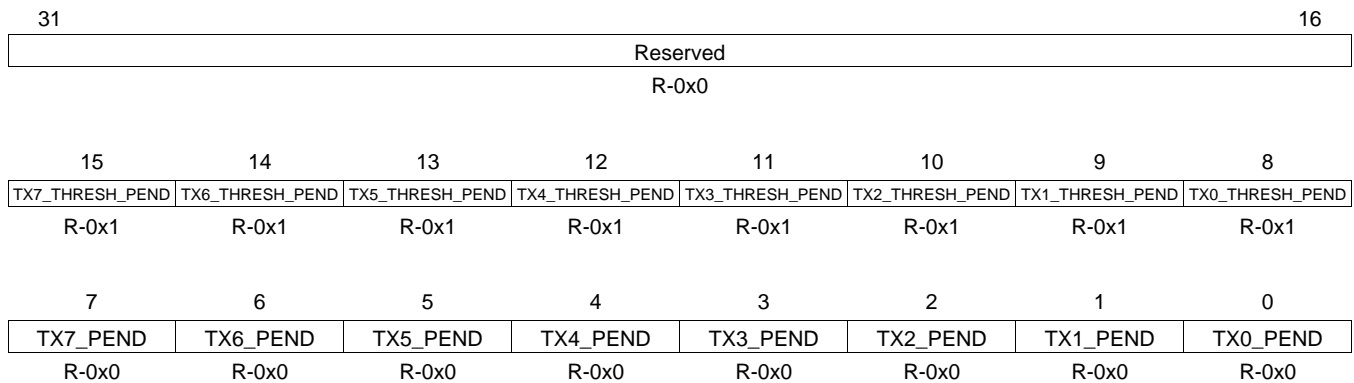 31 16
Reserved
R-0x0
15 14 13 12 11 10 9 8
TX7_THRESH_PEND TX6_THRESH_PEND TX5_THRESH_PEND TX4_THRESH_PEND TX3_THRESH_PEND TX2_THRESH_PEND TX1_THRESH_PEND TX0_THRESH_PEND
R-0x1 R-0x1 R-0x1 R-0x1 R-0x1 R-0x1 R-0x1 R-0x1
7 6 5 4 3 2 1 0
TX7_PEND TX6_PEND TX5_PEND TX4_PEND TX3_PEND TX2_PEND TX1_PEND TX0_PEND
R-0x0 R-0x0 R-0x0 R-0x0 R-0x0 R-0x0 R-0x0 R-0x0